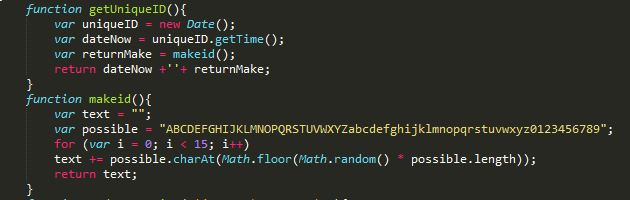 function getUniqueID(){
var uniqueID = new Date();
var dateNow = uniqueID.getTime();
var returnMake = makeid();
return dateNow +''+ returnMake;
}
function makeid(){
var text = "";
var possible = "ABCDEFGHIJKLMNOPQRSTUVWXYZabcdefghijklmnopqrstuvwxyz0123456789";
for (var i = 0; i < 15; i++)
text += possible.charAt(Math.floor(Math.random() * possible.length));
return text;
}